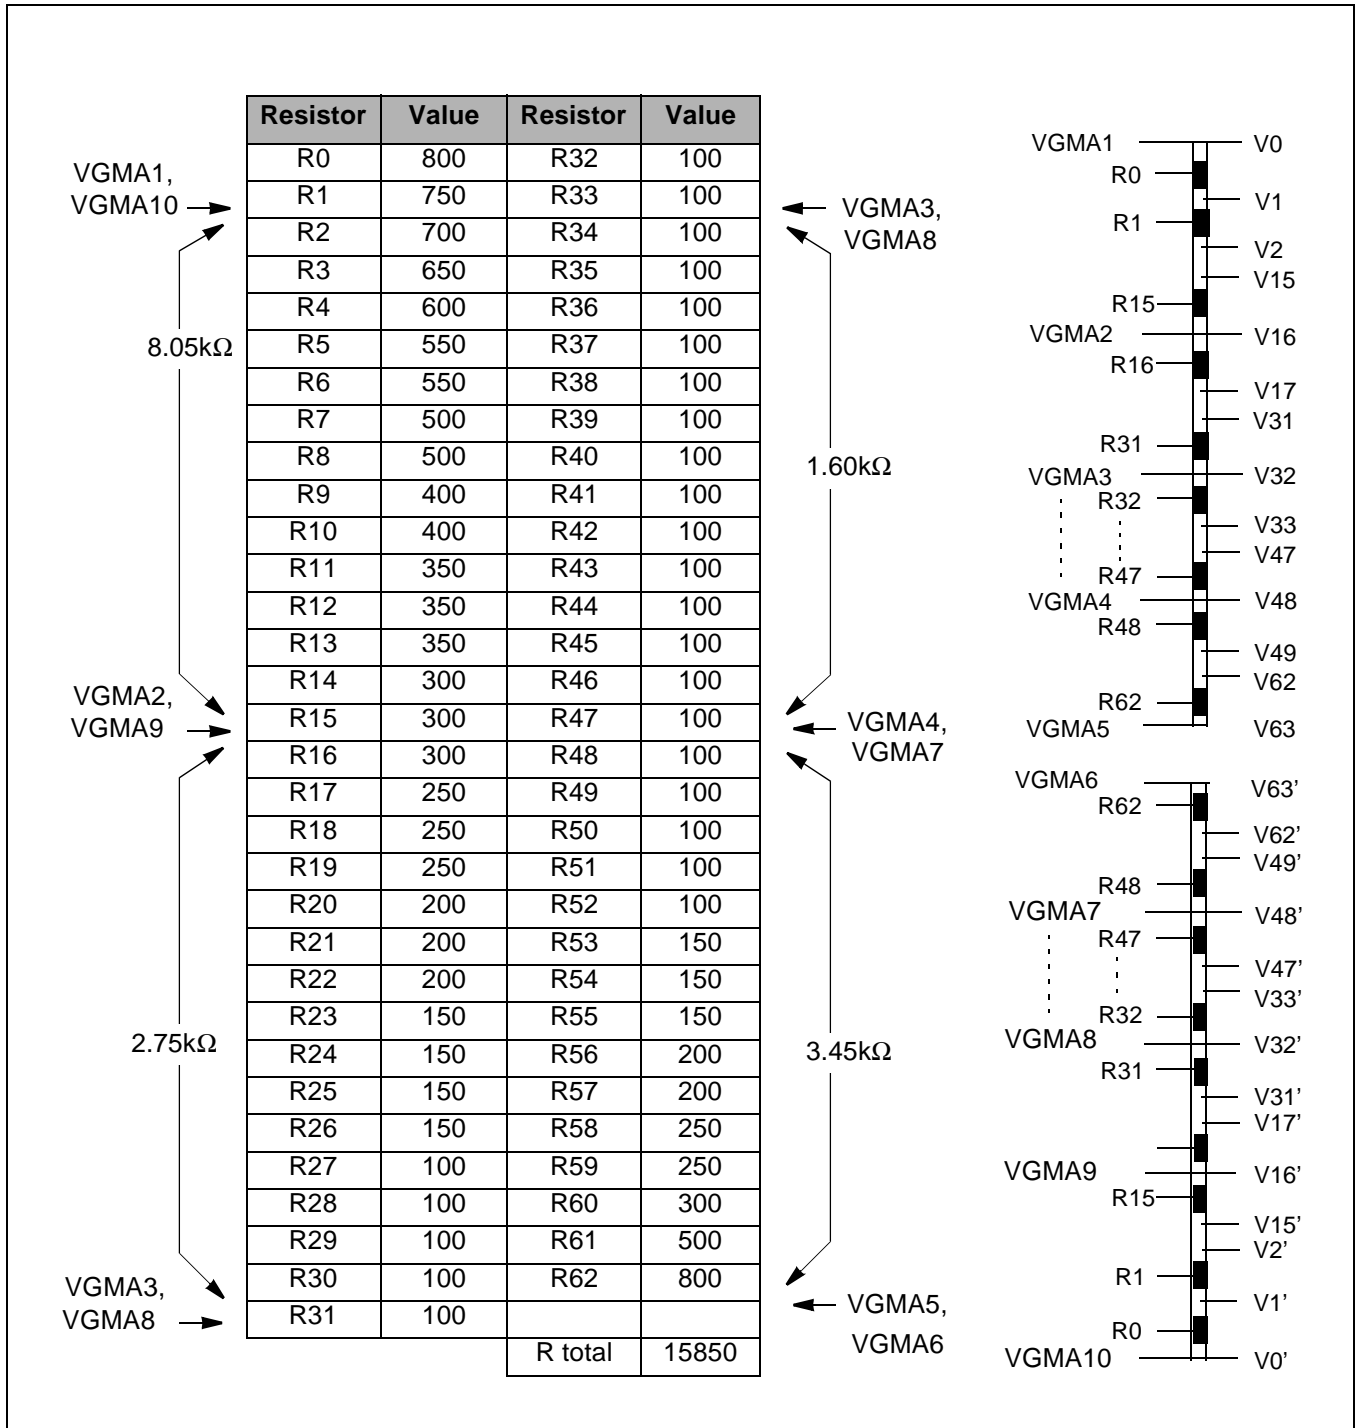 Resistor Value Resistor Value
R0 800 R32 100
R1 750 R33 100
R2 700 R34 100
R3 650 R35 100
R4 600 R36 100
R5 550 R37 100
R6 550 R38 100
R7 500 R39 100
R8 500 R40 100
R9 400 R41 100
R10 400 R42 100
R11 350 R43 100
R12 350 R44 100
R13 350 R45 100
R14 300 R46 100
R15 300 R47 100
R16 300 R48 100
R17 250 R49 100
R18 250 R50 100
R19 250 R51 100
R20 200 R52 100
R21 200 R53 150
R22 200 R54 150
R23 150 R55 150
R24 150 R56 200
R25 150 R57 200
R26 150 R58 250
R27 100 R59 250
R28 100 R60 300
R29 100 R61 500
R30 100 R62 800
R31 100
R total 15850
VGMA1,
VGMA10
8.05kΩ
VGMA2,
VGMA9
2.75kΩ
VGMA3,
VGMA8
VGMA3,
VGMA8
1.60kΩ
VGMA4,
VGMA7
3.45kΩ
VGMA5,
VGMA6
VGMA1 V0
R0
V1
R1
V2
V15
R15
VGMA2 V16
R16
V17
V31
R31
VGMA3 V32
R32
V33
V47
R47
VGMA4 V48
R48
V49
V62
R62
VGMA5 V63
VGMA6 V63’
R62
V62’
V49’
R48
VGMA7 V48’
R47
V47’
V33’
R32
VGMA8 V32’
R31
V31’
V17’
VGMA9 V16’
R15
V15’
V2’
R1
V1’
R0
VGMA10 V0’